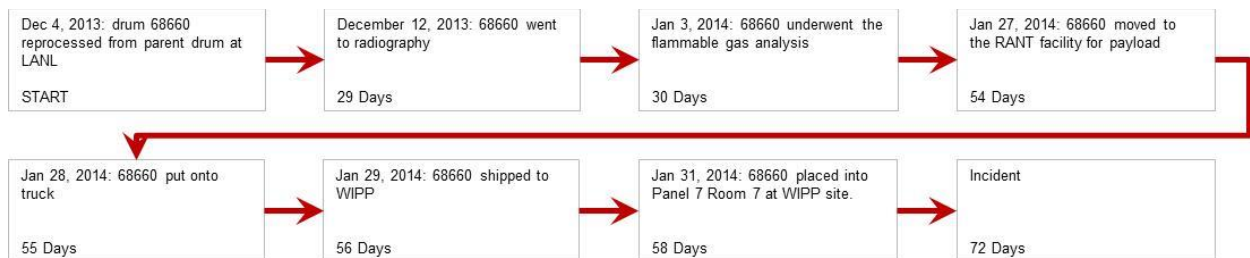 Dec 4, 2013: drum 68660
reprocessed from parent drum at
LANL
START
December 12, 2013: 68660 went
to radiography
29 Days
Jan 3, 2014: 68660 underwent the
flammable gas analysis
30 Days
Jan 27, 2014: 68660 moved to
the RANT facility for payload
54 Days
Jan 28, 2014: 68660 put onto
truck
55 Days
Jan 29, 2014: 68660 shipped to
WIPP
56 Days
Jan 31, 2014: 68660 placed into
Panel 7 Room 7 at WIPP site.
58 Days
Incident
72 Days